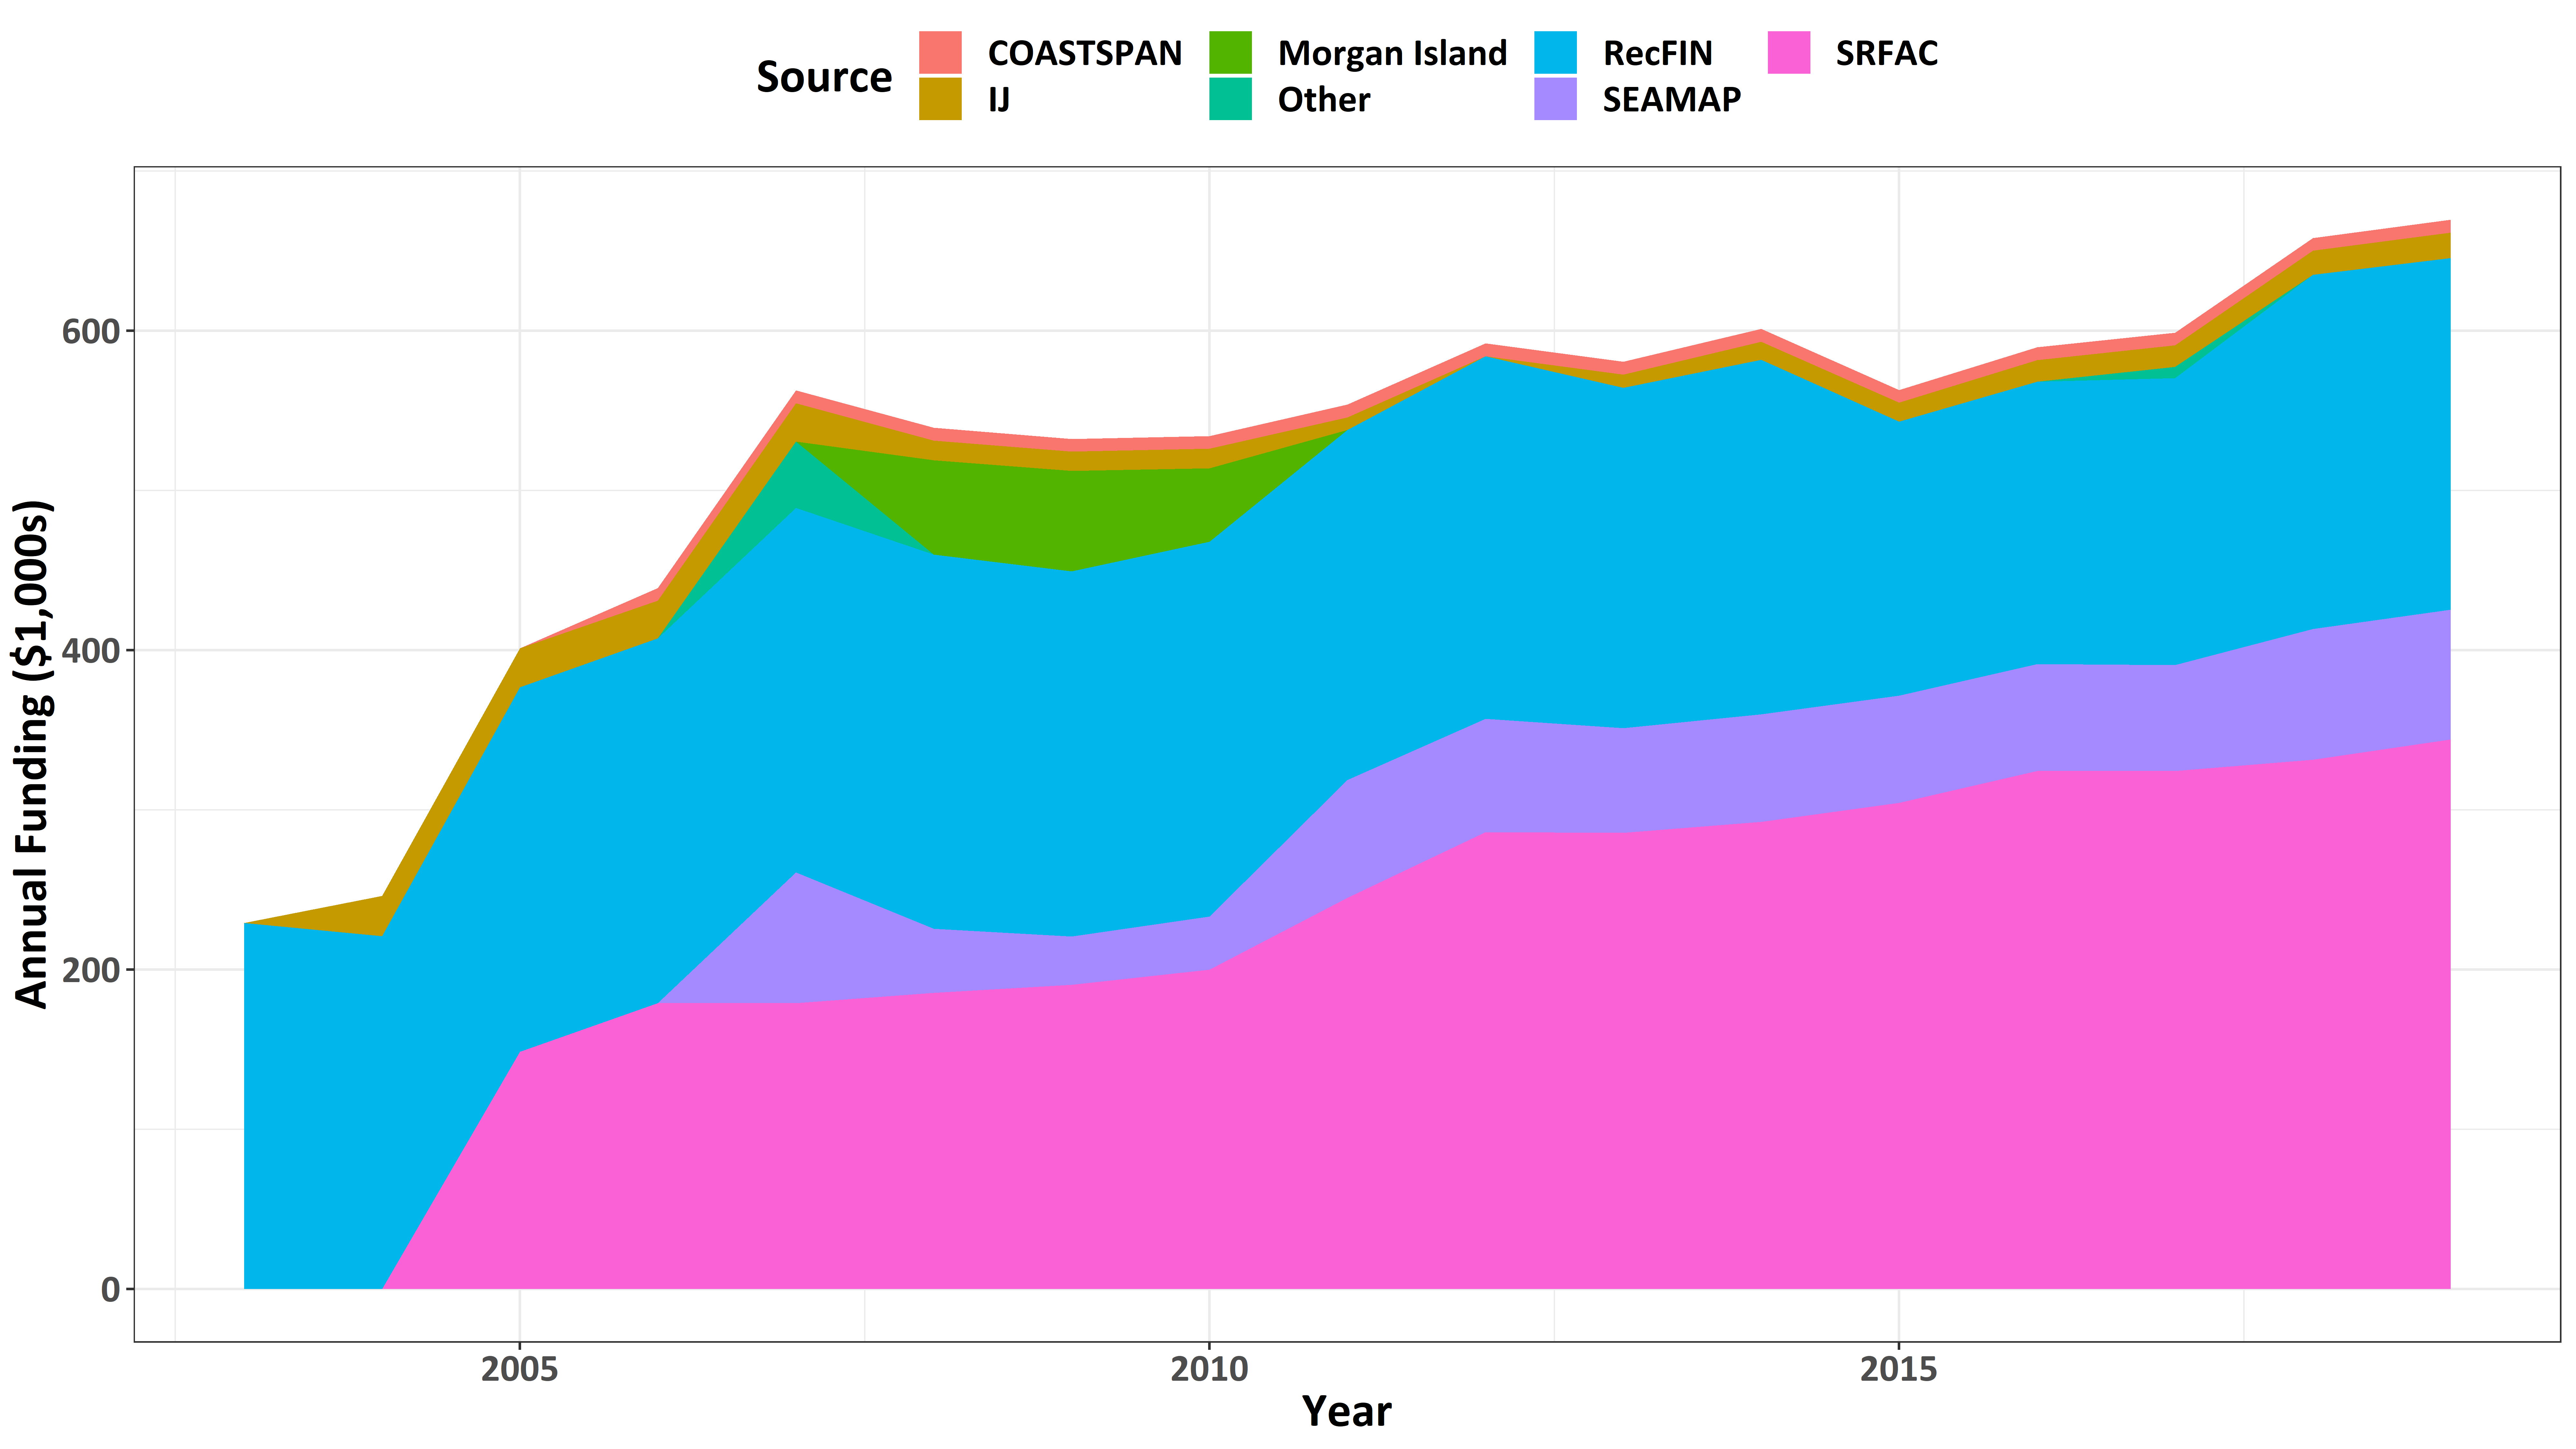 Source
COASTSPAN
Morgan Island
RecFIN
SRFAC
IJ
Other
SEAMAP
Annual Funding ($1,000s)
600
400
200
0
2005
2010
2015
Year